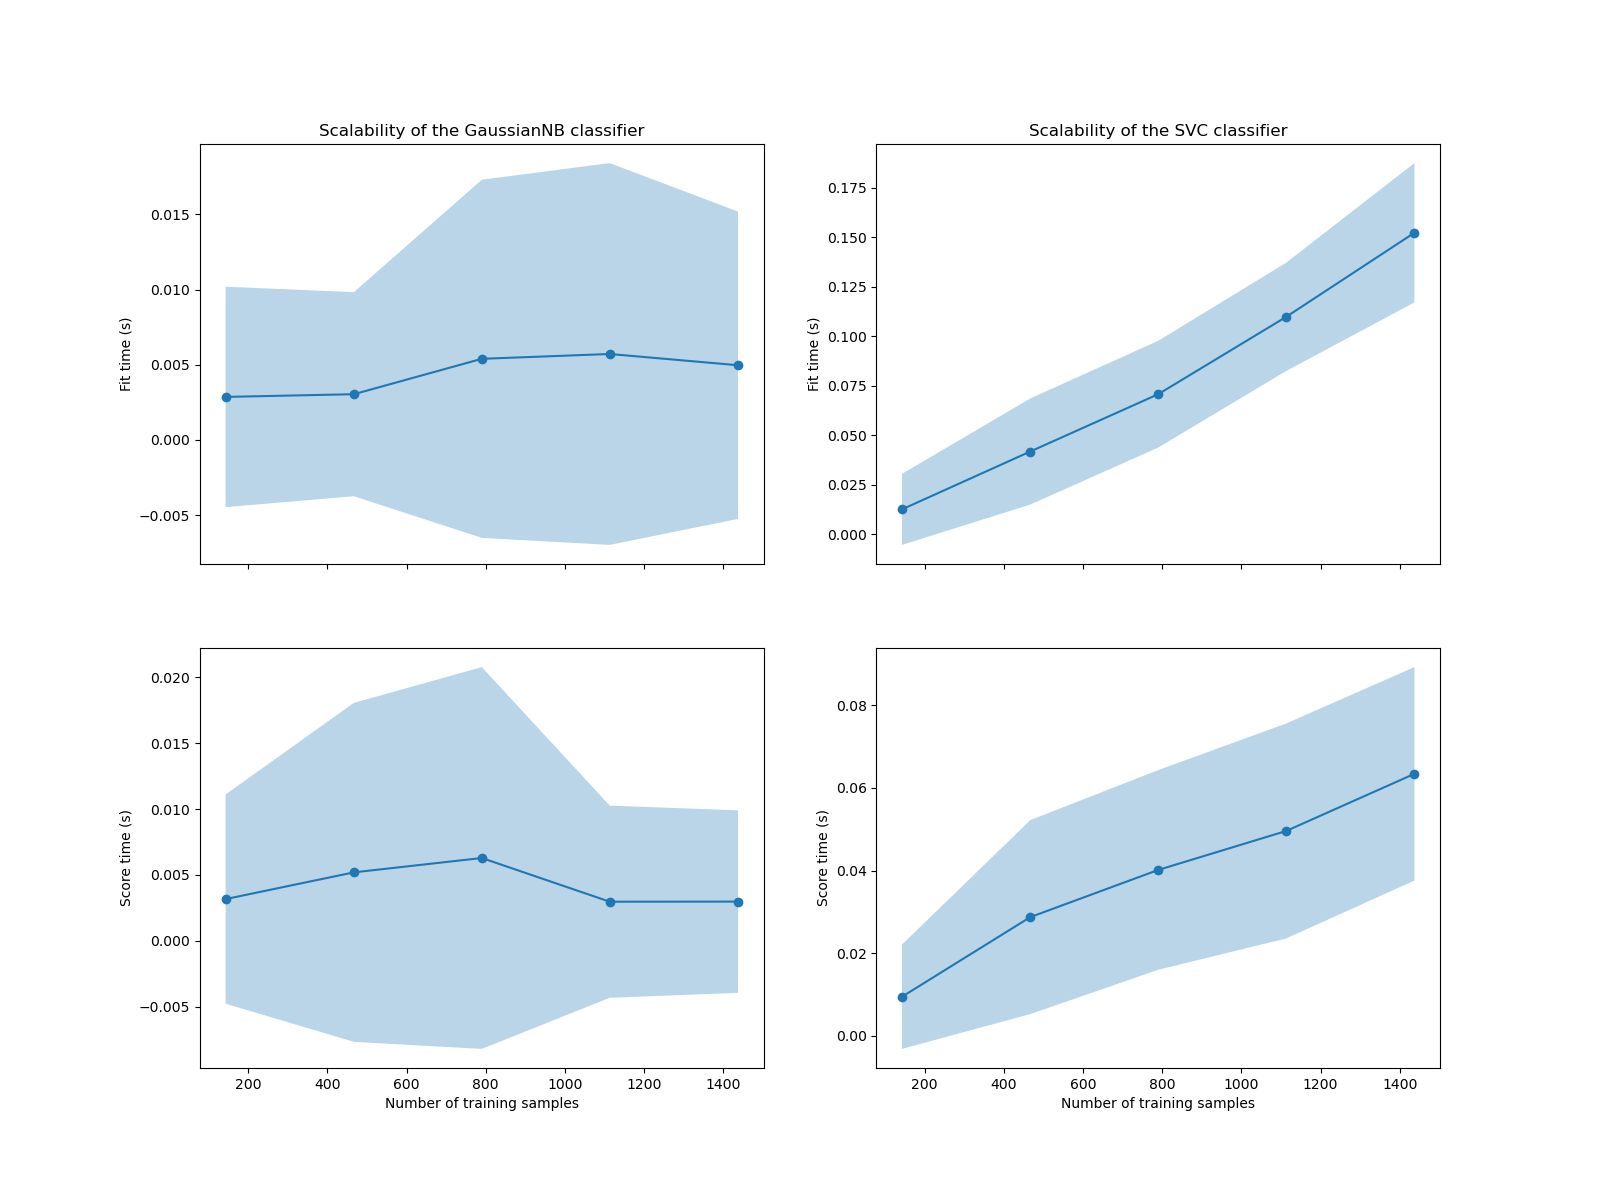 Scalability of the GaussianNB classifier
Scalability of the SVC classifier
0.015
0.010
0.005
0.000
−0.005
Fit time (s)
0.175
0.150
0.125
0.100
0.075
0.050
0.025
0.000
Fit time (s)
0.020
0.015
0.010
0.005
0.000
−0.005
Score time (s)
200 400 600 800 1000 1200 1400
Number of training samples
0.08
0.06
0.04
0.02
0.00
Score time (s)
200 400 600 800 1000 1200 1400
Number of training samples